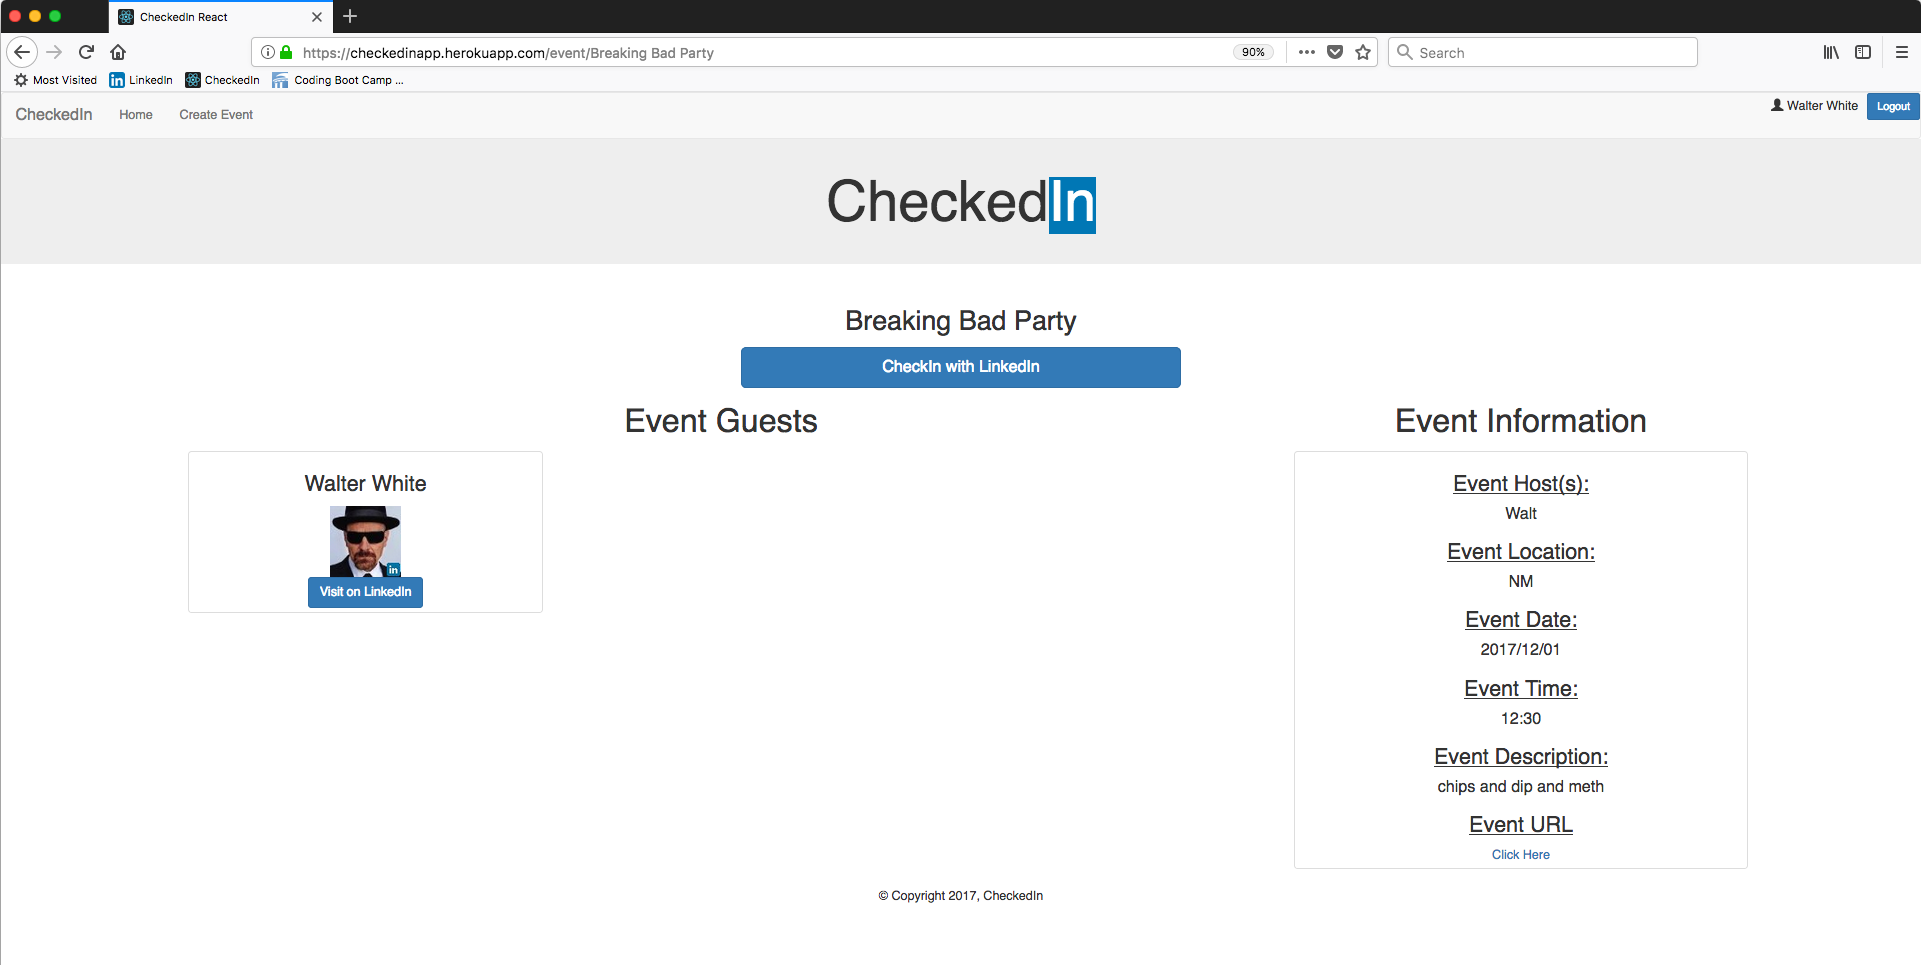 CheckedIn React
https://checkedinapp.herokuapp.com/event/Breaking Bad Party
90%
Search
Most Visited
in LinkedIn
CheckedIn
Coding Boot Camp ...
CheckedIn
Home
Create Event
Walter White
Logout
CheckedIn
Breaking Bad Party
CheckIn with LinkedIn
Event Guests
Walter White
in
Visit on LinkedIn
Event Information
Event Host(s):
Walt
Event Location:
NM
Event Date:
2017/12/01
Event Time:
12:30
Event Description:
chips and dip and meth
Event URL
Click Here
© Copyright 2017, CheckedIn